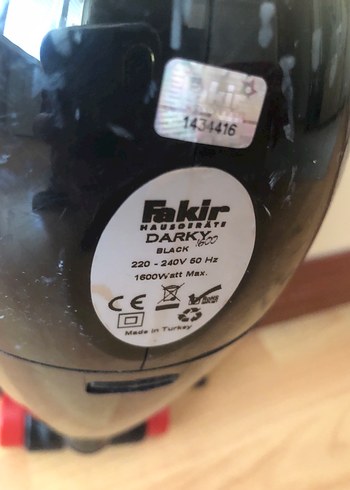 1434416
Fakir
HAUSGERÄTE
DARKY 1600
BLACK
220 - 240V 50 Hz
1600Watt Max.
CE
Made in Turkey